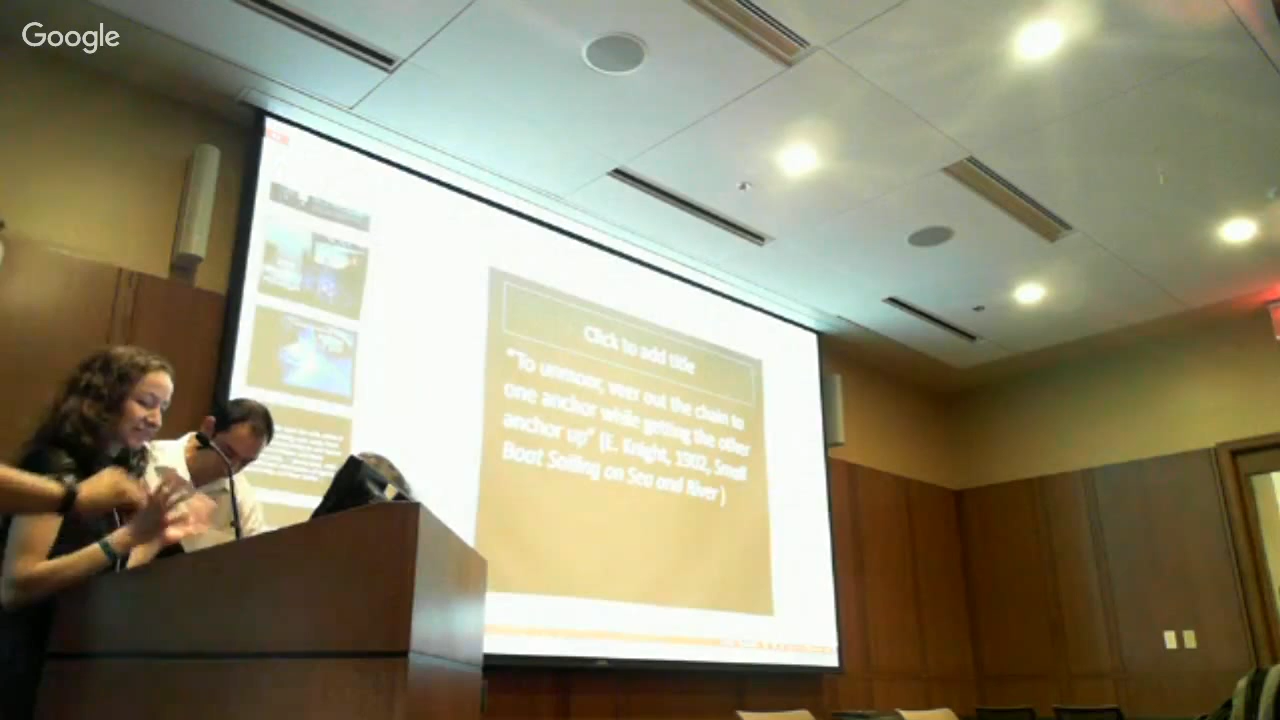 Google
Click to add title
"To unmoor, veer out the chain to
one anchor while getting the other
anchor up" (E. Knight, 1902, Small
Boat Sailing on Sea and River)